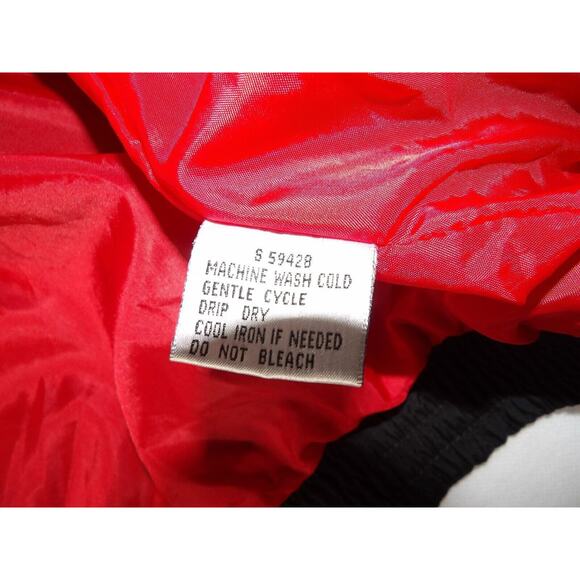 S 59428
MACHINE WASH COLD
GENTLE CYCLE
DRIP DRY
COOL IRON IF NEEDED
DO NOT BLEACH